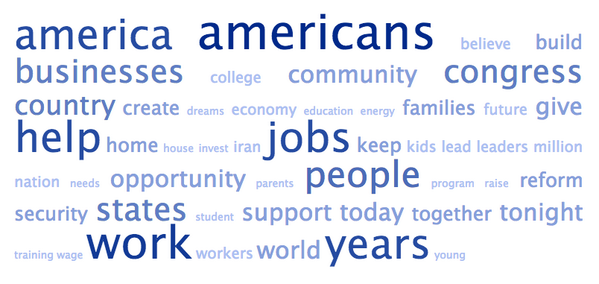 america americans believe build
businesses college community congress
country create dreams economy education energy families future give
help home house invest iran jobs keep kids lead leaders million
nation needs opportunity parents people program raise reform
security states student support today together tonight
training wage work workers world years young